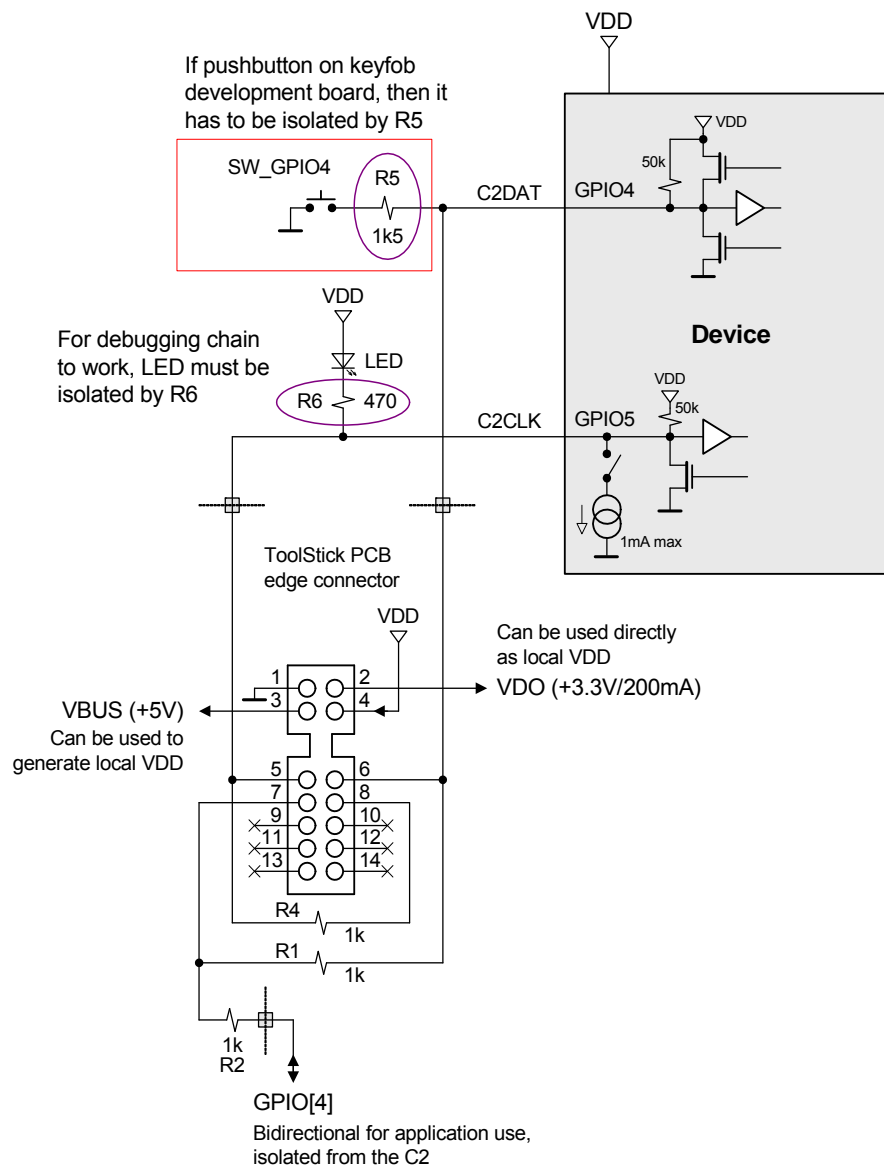 VDD
If pushbutton on keyfob
development board, then it
has to be isolated by R5
SW_GPIO4
R5
1k5
C2DAT
GPIO4
VDD
50k
Device
VDD
For debugging chain
to work, LED must be
isolated by R6
LED
R6 470
C2CLK
GPIO5
VDD
50k
1mA max
ToolStick PCB
edge connector
VDD
Can be used directly
as local VDD
VDO (+3.3V/200mA)
VBUS (+5V)
Can be used to
generate local VDD
1 2
3 4
5 6
7 8
9 10
11 12
13 14
R4
1k
R1
1k
1k
R2
GPIO[4]
Bidirectional for application use,
isolated from the C2